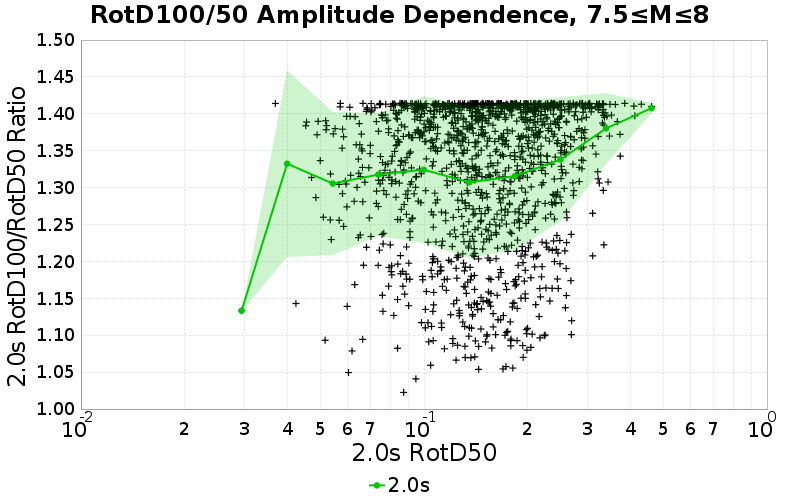 RotD100/50 Amplitude Dependence, 7.5≤M≤8
2.0s RotD100/RotD50 Ratio
1.50
1.45
1.40
1.35
1.30
1.25
1.20
1.15
1.10
1.05
1.00
10-2 2 3 4 5 6 7 10-1 2 3 4 5 6 7 100
2.0s RotD50
2.0s